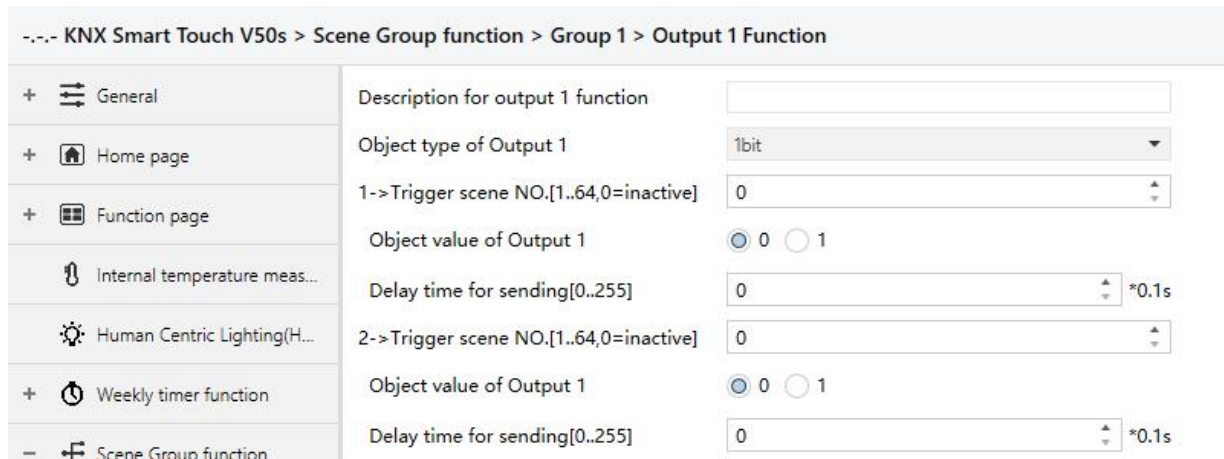 -.-.- KNX Smart Touch V50s > Scene Group function > Group 1 > Output 1 Function
+ General
+ Home page
+ Function page
Internal temperature meas...
Human Centric Lighting(H...
+ Weekly timer function
- Scene Group function
Description for output 1 function
Object type of Output 1 1bit
1->Trigger scene NO.[1..64,0=inactive] 0
Object value of Output 1 0 1
Delay time for sending[0..255] 0 *0.1s
2->Trigger scene NO.[1..64,0=inactive] 0
Object value of Output 1 0 1
Delay time for sending[0..255] 0 *0.1s